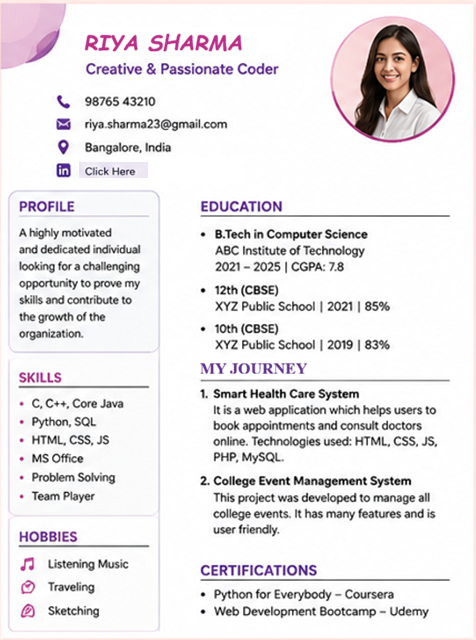 RIYA SHARMA
Creative & Passionate Coder
98765 43210
riya.sharma23@gmail.com
Bangalore, India
in Click Here
PROFILE
A highly motivated
and dedicated individual
looking for a challenging
opportunity to prove my
skills and contribute to
the growth of the
organization.
SKILLS
• C, C++, Core Java
• Python, SQL
• HTML, CSS, JS
• MS Office
• Problem Solving
• Team Player
HOBBIES
Listening Music
Traveling
Sketching
EDUCATION
• B.Tech in Computer Science
ABC Institute of Technology
2021 – 2025 | CGPA: 7.8
• 12th (CBSE)
XYZ Public School | 2021 | 85%
• 10th (CBSE)
XYZ Public School | 2019 | 83%
MY JOURNEY
1. Smart Health Care System
It is a web application which helps users to
book appointments and consult doctors
online. Technologies used: HTML, CSS, JS,
PHP, MySQL.
2. College Event Management System
This project was developed to manage all
college events. It has many features and is
user friendly.
CERTIFICATIONS
• Python for Everybody – Coursera
• Web Development Bootcamp – Udemy